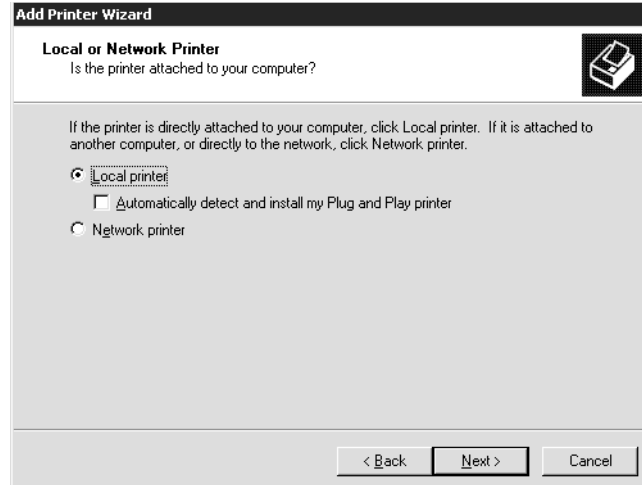 Add Printer Wizard
Local or Network Printer
Is the printer attached to your computer?
If the printer is directly attached to your computer, click Local printer. If it is attached to
another computer, or directly to the network, click Network printer.
Local printer
Automatically detect and install my Plug and Play printer
Network printer
< Back Next > Cancel